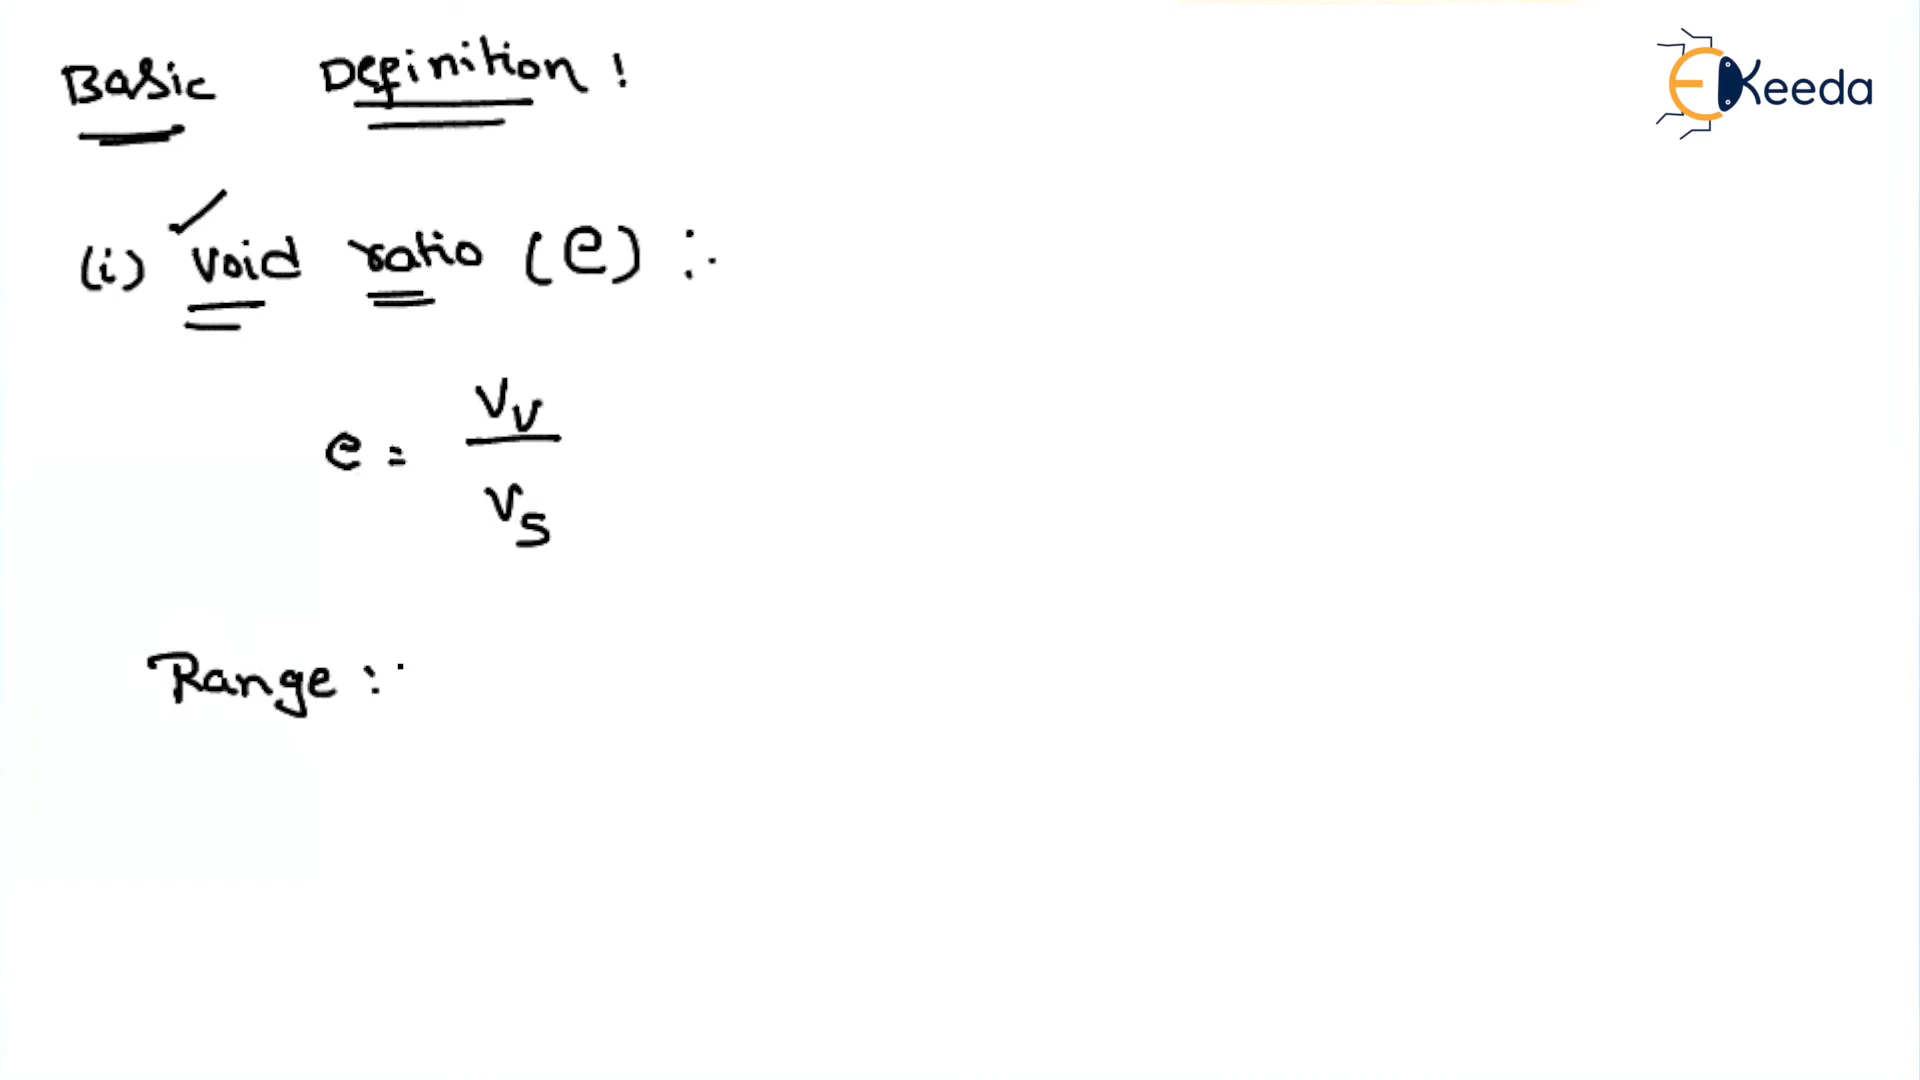 Basic Definition :
EKeeda
(i) Void ratio (e) :-
e = Vv / Vs
Range :-